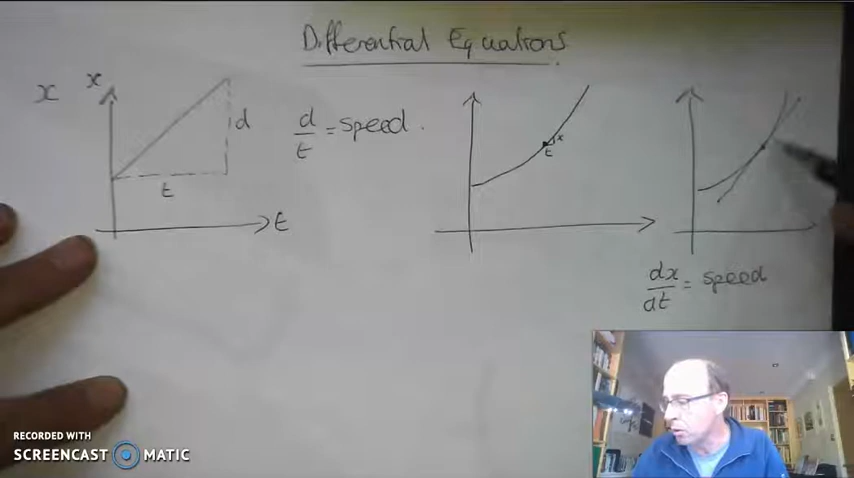 Differential Equations
x
x
d
t
t
d/t = speed.
x
t
dx/dt = speed
RECORDED WITH
SCREENCAST MATIC